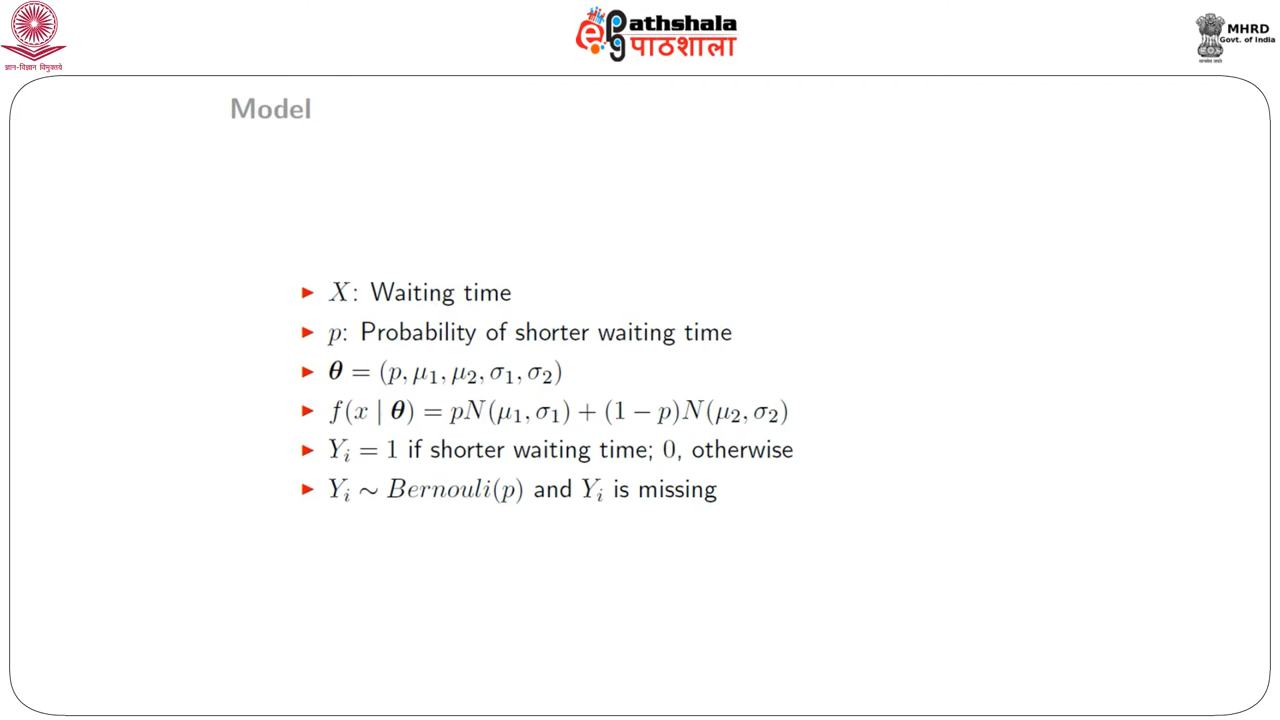 ज्ञान-विज्ञान विमुक्तये
ePathshala
पाठशाला
MHRD
Govt. of India
Model
X: Waiting time
p: Probability of shorter waiting time
θ = (p, μ₁, μ₂, σ₁, σ₂)
f(x | θ) = pN(μ₁, σ₁) + (1 − p)N(μ₂, σ₂)
Yᵢ = 1 if shorter waiting time; 0, otherwise
Yᵢ ∼ Bernouli(p) and Yᵢ is missing